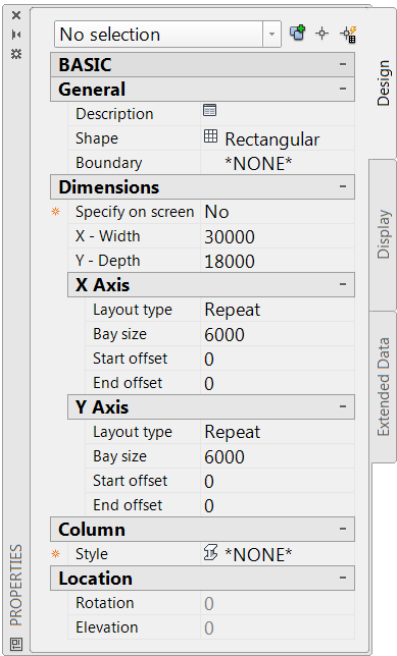 No selection
BASIC
General
Description
Shape Rectangular
Boundary *NONE*
Dimensions
Specify on screen No
X - Width 30000
Y - Depth 18000
X Axis
Layout type Repeat
Bay size 6000
Start offset 0
End offset 0
Y Axis
Layout type Repeat
Bay size 6000
Start offset 0
End offset 0
Column
Style *NONE*
Location
Rotation 0
Elevation 0
Design
Display
Extended Data
PROPERTIES